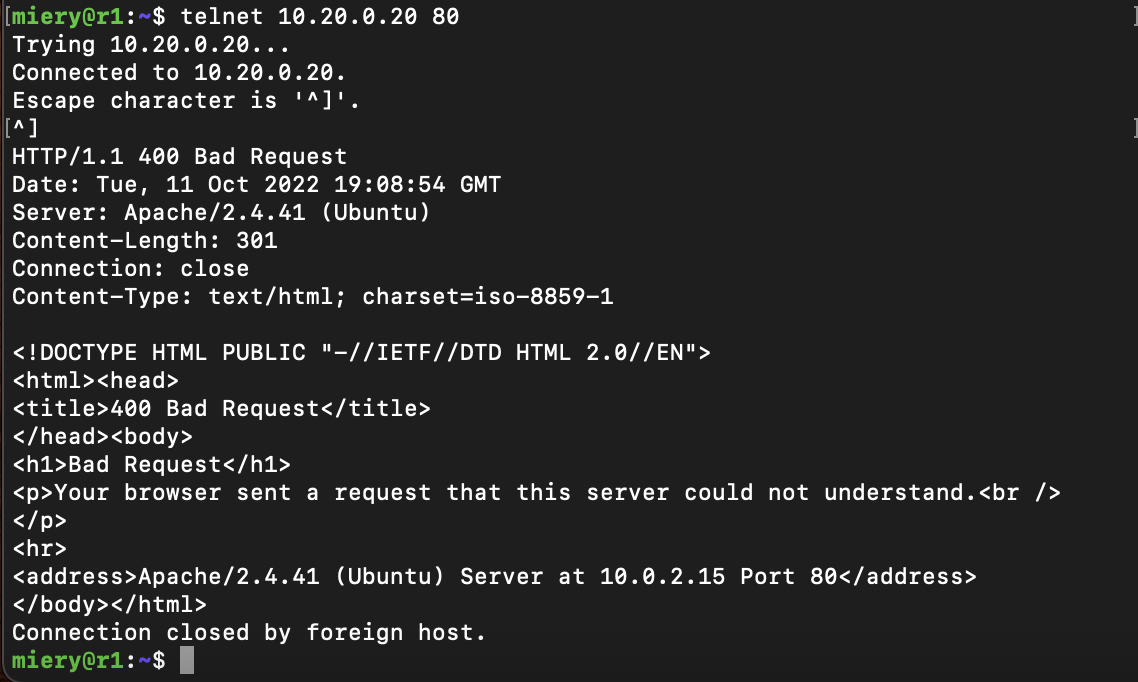 [miery@r1:~$ telnet 10.20.0.20 80 ]
Trying 10.20.0.20...
Connected to 10.20.0.20.
Escape character is '^]'.
[^] ]
HTTP/1.1 400 Bad Request
Date: Tue, 11 Oct 2022 19:08:54 GMT
Server: Apache/2.4.41 (Ubuntu)
Content-Length: 301
Connection: close
Content-Type: text/html; charset=iso-8859-1

<!DOCTYPE HTML PUBLIC "-//IETF//DTD HTML 2.0//EN">
<html><head>
<title>400 Bad Request</title>
</head><body>
<h1>Bad Request</h1>
<p>Your browser sent a request that this server could not understand.<br />
</p>
<hr>
<address>Apache/2.4.41 (Ubuntu) Server at 10.0.2.15 Port 80</address>
</body></html>
Connection closed by foreign host.
miery@r1:~$